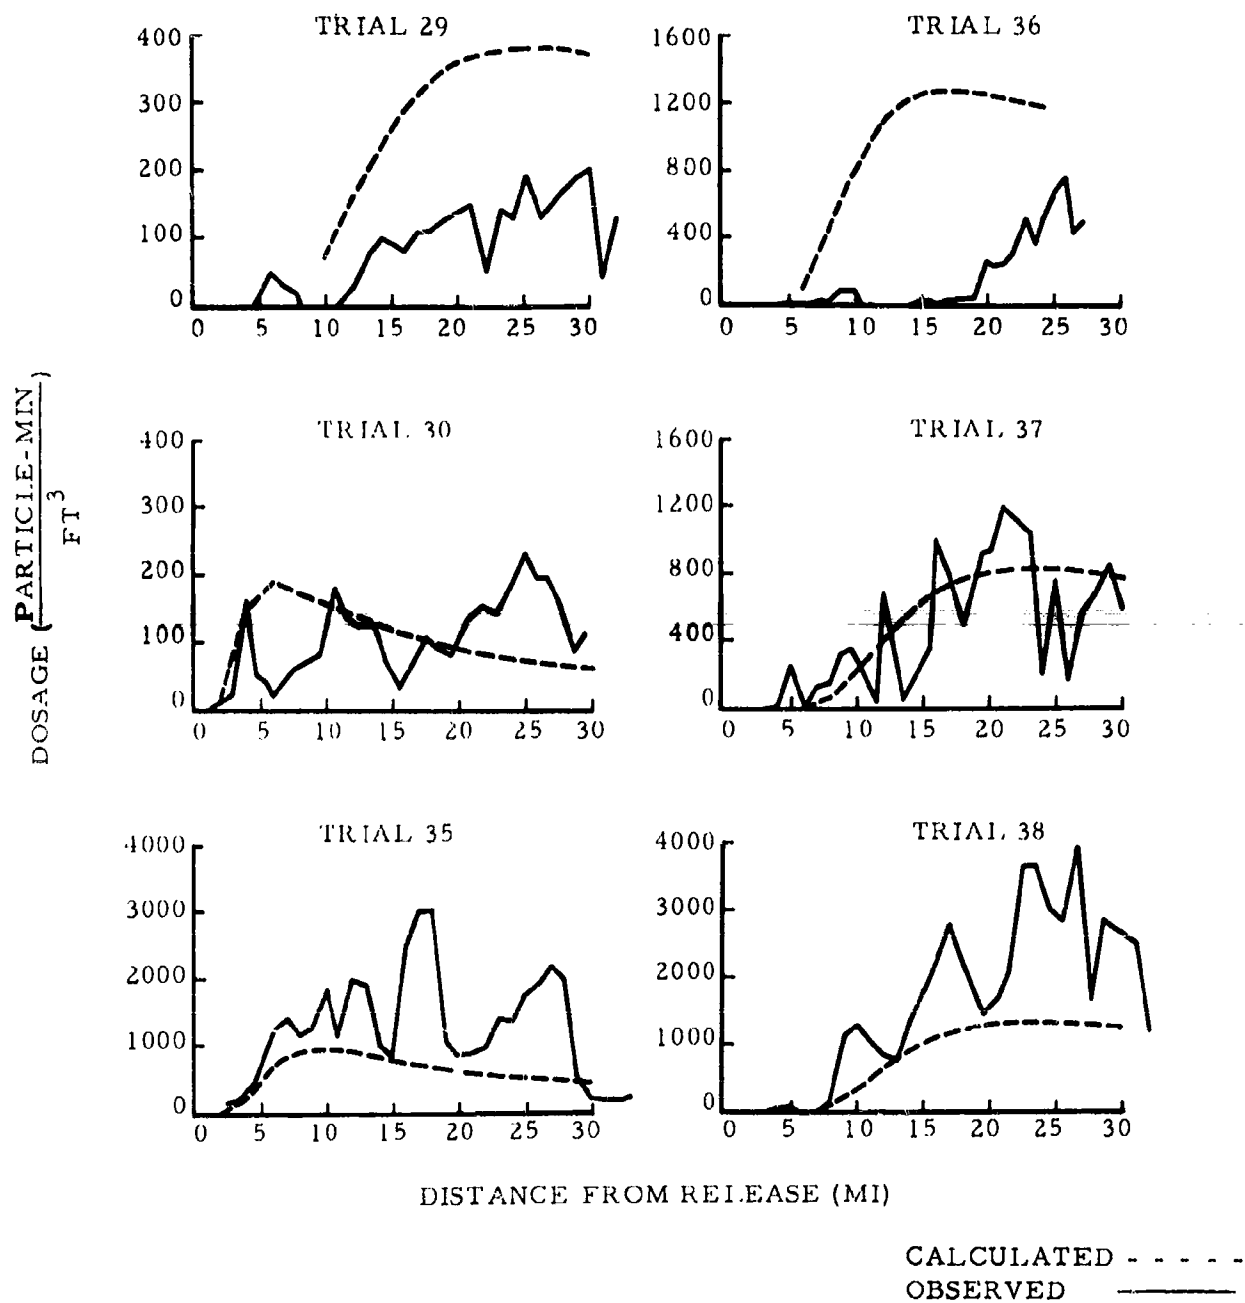 TRIAL 29
400
300
200
100
0
0 5 10 15 20 25 30
TRIAL 36
1600
1200
800
400
0
0 5 10 15 20 25 30
DOSAGE (PARTICLE-MIN / FT3)
TRIAL 30
400
300
200
100
0
0 5 10 15 20 25 30
TRIAL 37
1600
1200
800
400
0
0 5 10 15 20 25 30
TRIAL 35
4000
3000
2000
1000
0
0 5 10 15 20 25 30
TRIAL 38
4000
3000
2000
1000
0
0 5 10 15 20 25 30
DISTANCE FROM RELEASE (MI)
CALCULATED - - - - -
OBSERVED